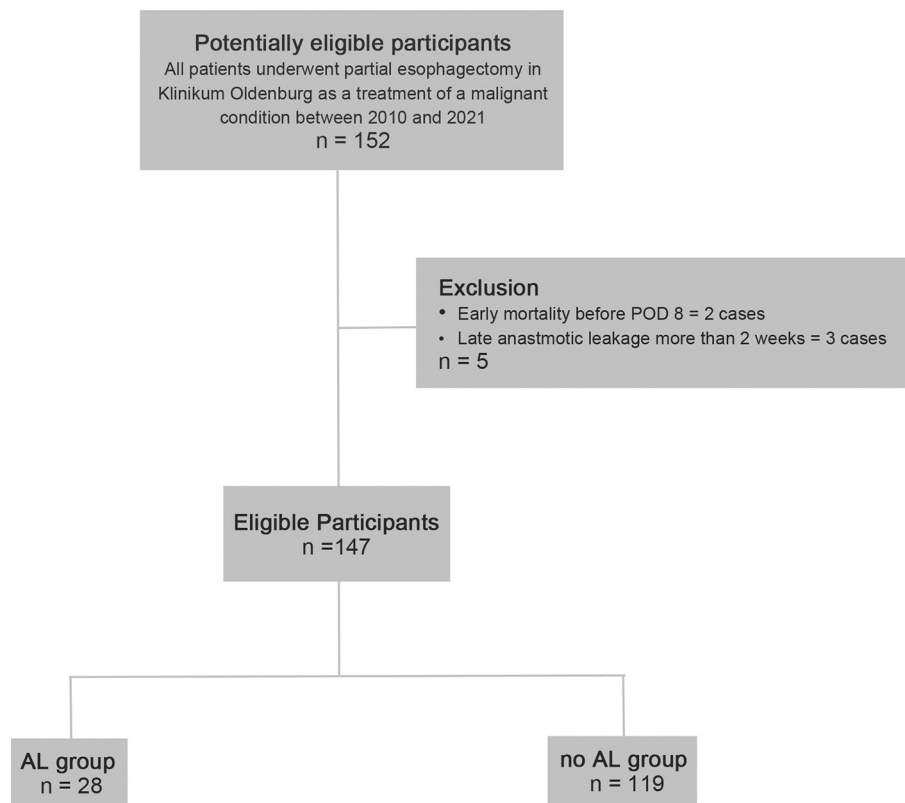 Potentially eligible participants
All patients underwent partial esophagectomy in
Klinikum Oldenburg as a treatment of a malignant
condition between 2010 and 2021
n = 152
Exclusion
• Early mortality before POD 8 = 2 cases
• Late anastmotic leakage more than 2 weeks = 3 cases
n = 5
Eligible Participants
n =147
AL group
n = 28
no AL group
n = 119